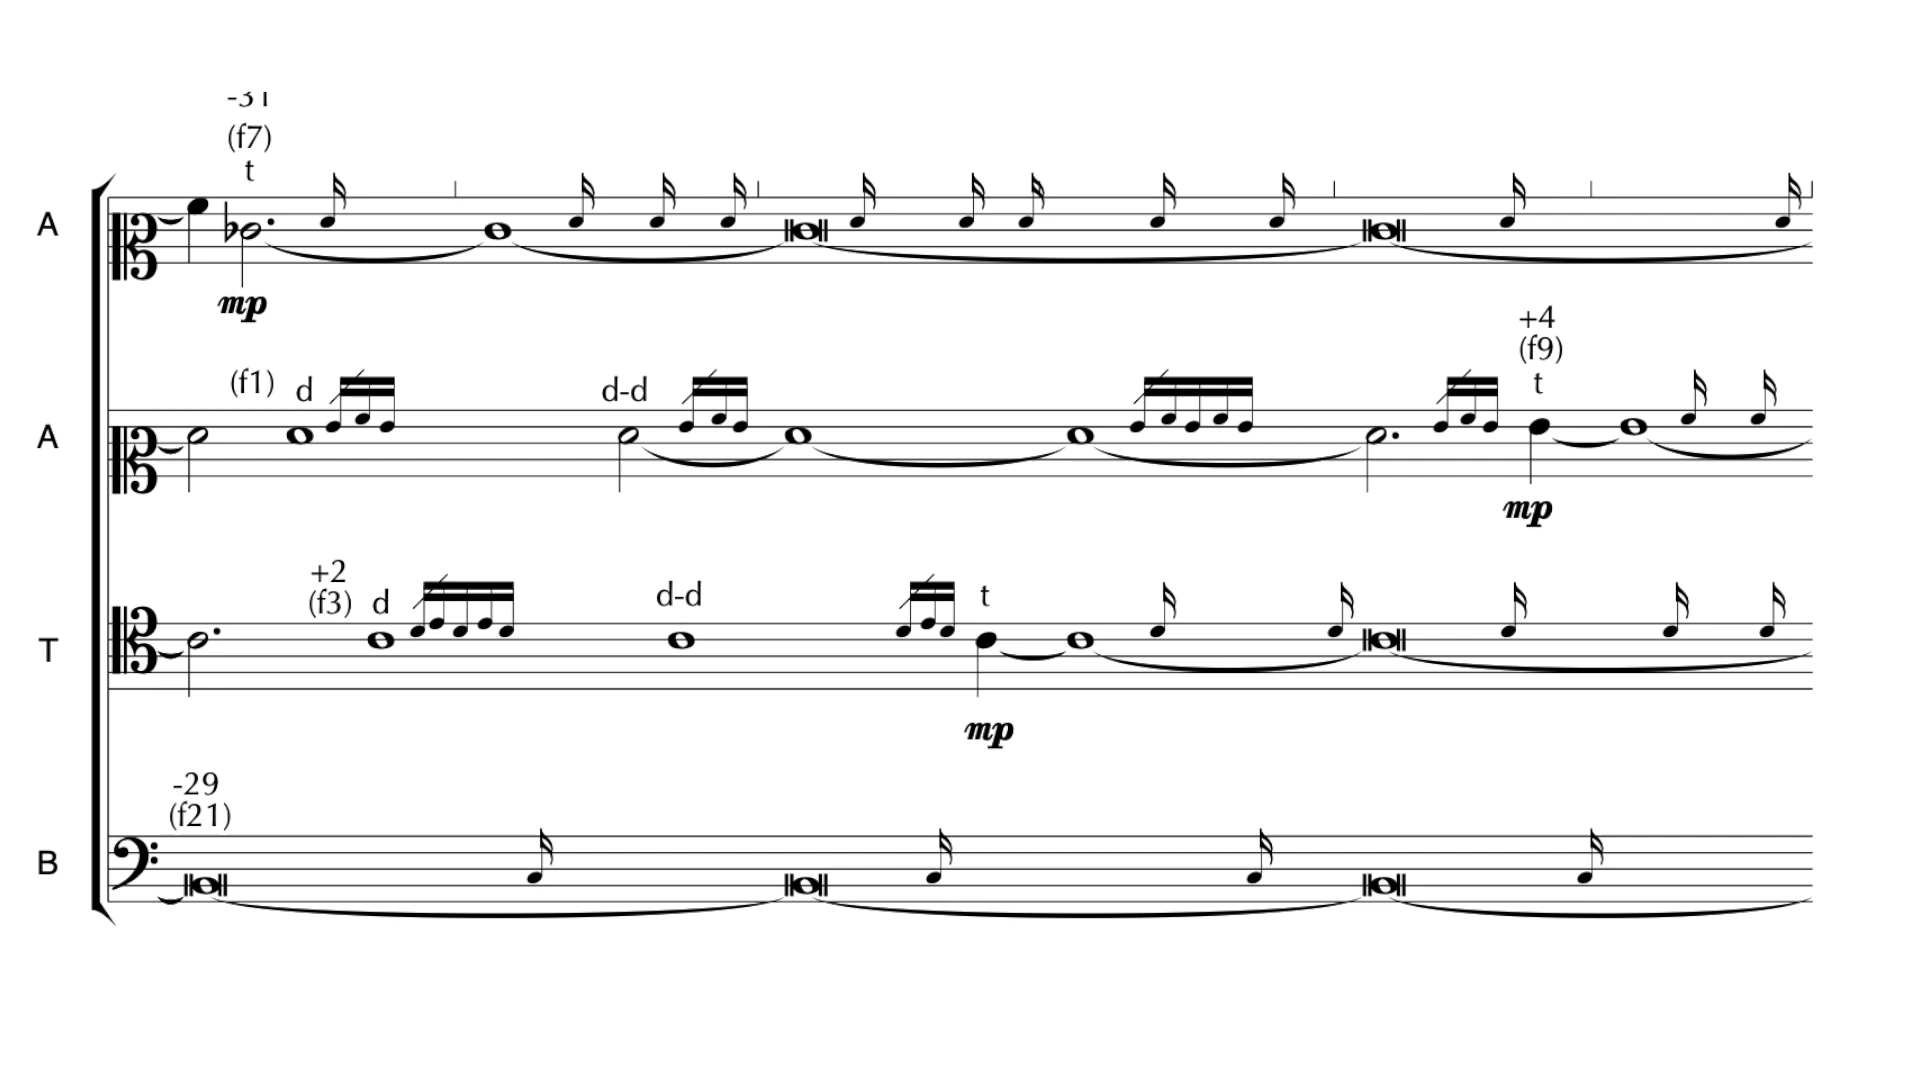 -31
(f7)
t
A
mp
+4
(f9)
(f1) d d-d t
A
mp
+2
(f3) d d-d t
T
mp
-29
(f21)
B